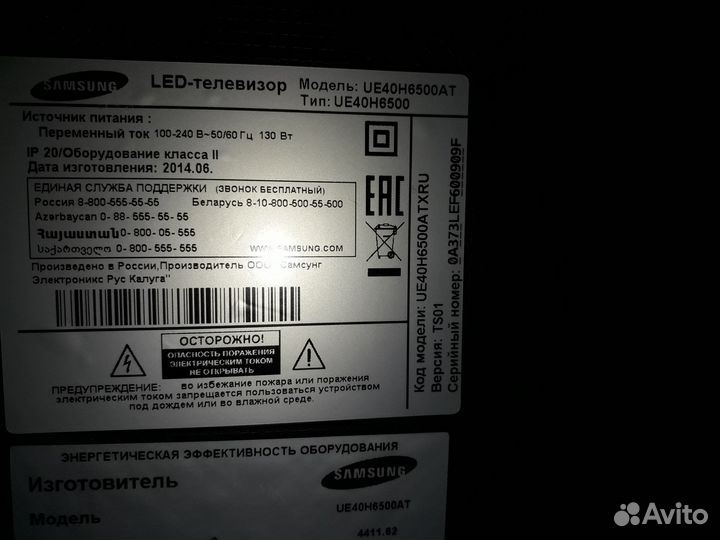 SAMSUNG LED-телевизор Модель: UE40H6500AT
Тип: UE40H6500
Источник питания :
Переменный ток 100-240 В~50/60 Гц 130 Вт
IP 20/Оборудование класса II
Дата изготовления: 2014.06.
ЕДИНАЯ СЛУЖБА ПОДДЕРЖКИ (ЗВОНОК БЕСПЛАТНЫЙ)
Россия 8-800-555-55-55 Беларусь 8-10-800-500-55-500
Azerbaycan 0- 88- 555- 55- 55
Հայաստան 0- 800- 05- 555
საქართველო 0- 800- 555- 555 WWW.SAMSUNG.COM
Произведено в России,Производитель ООО "Самсунг
Электроникс Рус Калуга"
EAC
ОСТОРОЖНО!
ОПАСНОСТЬ ПОРАЖЕНИЯ
ЭЛЕКТРИЧЕСКИМ ТОКОМ
НЕ ОТКРЫВАТЬ
ПРЕДУПРЕЖДЕНИЕ: во избежание пожара или поражения
электрическим током запрещается пользоваться устройством
под дождем или во влажной среде.
Код модели: UE40H6500ATXRU
Версия: TS01
Серийный номер: 0A373LEF600909F
ЭНЕРГЕТИЧЕСКАЯ ЭФФЕКТИВНОСТЬ ОБОРУДОВАНИЯ
Изготовитель SAMSUNG
Модель UE40H6500AT
4411.62
Avito